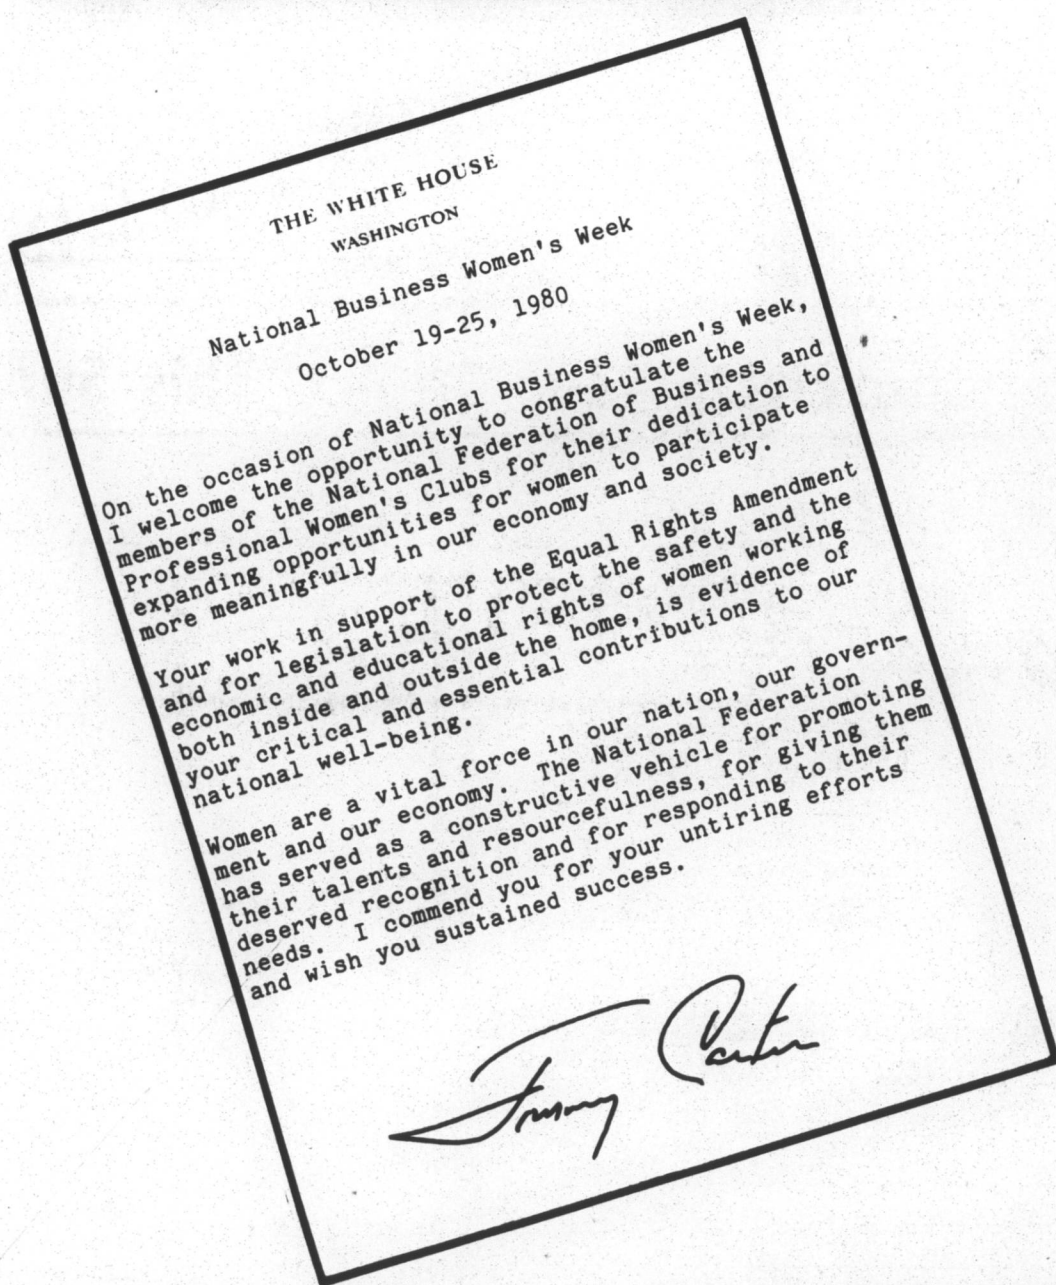 THE WHITE HOUSE
WASHINGTON
National Business Women's Week
October 19-25, 1980
On the occasion of National Business Women's Week,
I welcome the opportunity to congratulate the
members of the National Federation of Business and
Professional Women's Clubs for their dedication to
expanding opportunities for women to participate
more meaningfully in our economy and society.
Your work in support of the Equal Rights Amendment
and for legislation to protect the safety and the
economic and educational rights of women working
both inside and outside the home, is evidence of
your critical and essential contributions to our
national well-being.
Women are a vital force in our nation, our govern-
ment and our economy. The National Federation
has served as a constructive vehicle for promoting
their talents and resourcefulness, for giving them
deserved recognition and for responding to their
needs. I commend you for your untiring efforts
and wish you sustained success.
Jimmy Carter